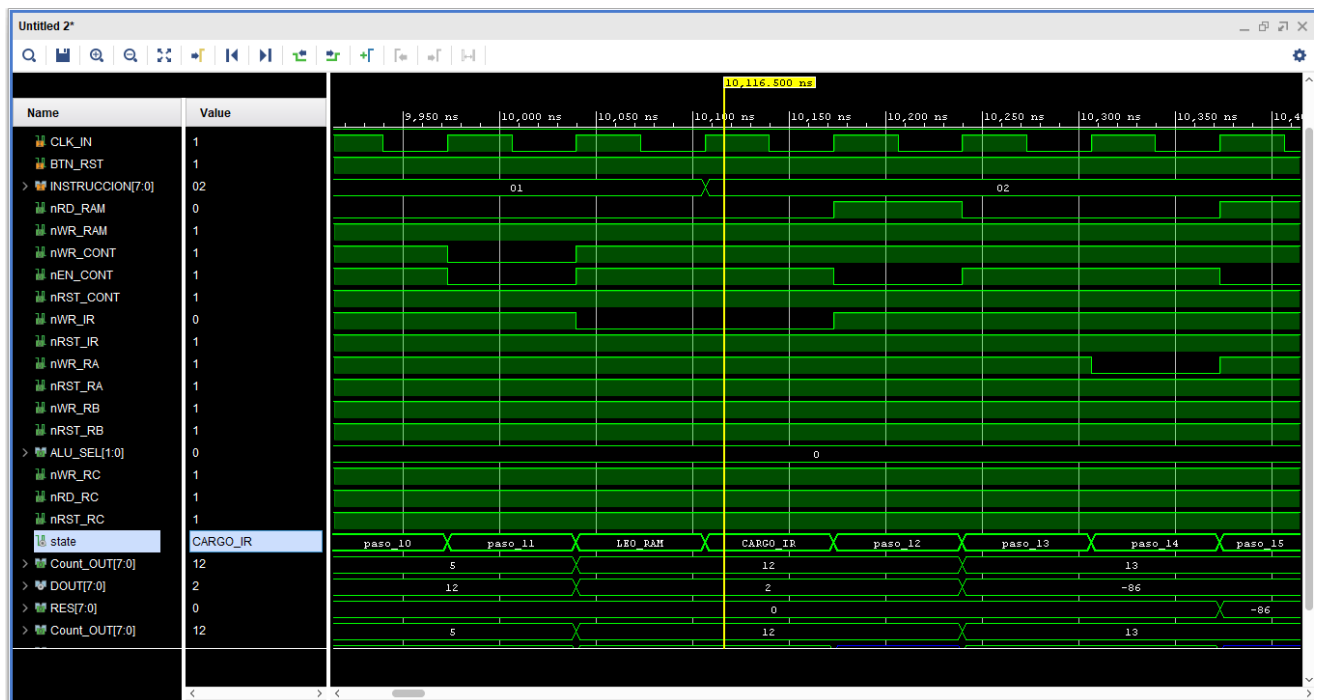 Untitled 2*
10,116.500 ns
Name Value
9,950 ns 10,000 ns 10,050 ns 10,100 ns 10,150 ns 10,200 ns 10,250 ns 10,300 ns 10,350 ns 10,4
CLK_IN 1
BTN_RST 1
INSTRUCCION[7:0] 02 01 02
nRD_RAM 0
nWR_RAM 1
nWR_CONT 1
nEN_CONT 1
nRST_CONT 1
nWR_IR 0
nRST_IR 1
nWR_RA 1
nRST_RA 1
nWR_RB 1
nRST_RB 1
ALU_SEL[1:0] 0 0
nWR_RC 1
nRD_RC 1
nRST_RC 1
state CARGO_IR paso_10 paso_11 LEO_RAM CARGO_IR paso_12 paso_13 paso_14 paso_15
Count_OUT[7:0] 12 5 12 13
DOUT[7:0] 2 12 2 -86
RES[7:0] 0 0 -86
Count_OUT[7:0] 12 5 12 13